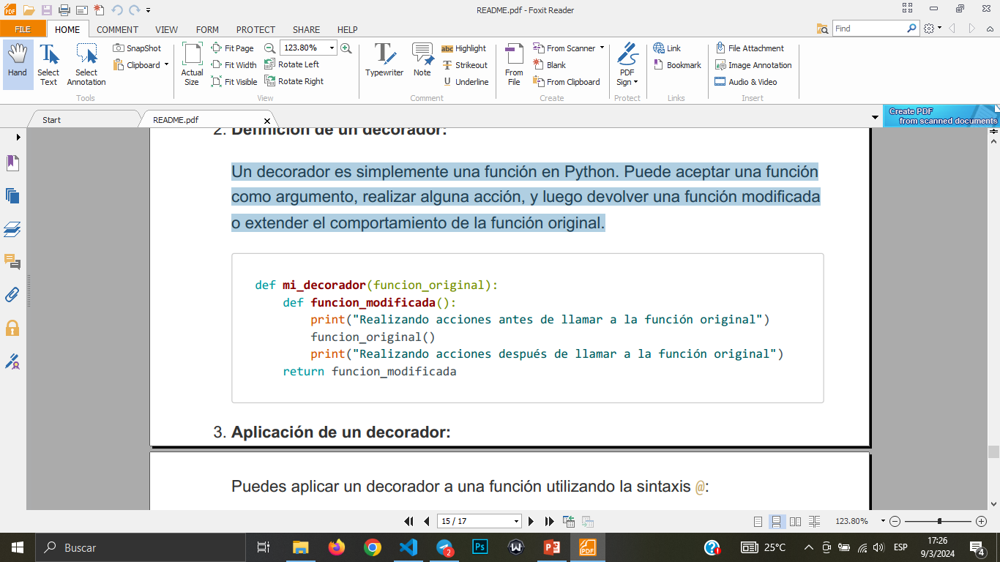 README.pdf - Foxit Reader
FILE HOME COMMENT VIEW FORM PROTECT SHARE HELP Find
Hand
Select Text
Select Annotation
SnapShot
Clipboard
Tools
Actual Size
Fit Page
Fit Width
Fit Visible
123.80%
Rotate Left
Rotate Right
View
Typewriter
Note
abc Highlight
T Strikeout
U Underline
Comment
From File
From Scanner
Blank
From Clipboard
Create
PDF Sign
Protect
Link
Bookmark
Links
File Attachment
Image Annotation
Audio & Video
Insert
Start README.pdf
Create PDF
from scanned documents
2. Definición de un decorador:
Un decorador es simplemente una función en Python. Puede aceptar una función
como argumento, realizar alguna acción, y luego devolver una función modificada
o extender el comportamiento de la función original.
def mi_decorador(funcion_original):
def funcion_modificada():
print("Realizando acciones antes de llamar a la función original")
funcion_original()
print("Realizando acciones después de llamar a la función original")
return funcion_modificada
3. Aplicación de un decorador:
Puedes aplicar un decorador a una función utilizando la sintaxis @:
15 / 17 123.80%
Buscar
2
Ps
25°C
ESP
17:26
9/3/2024
4